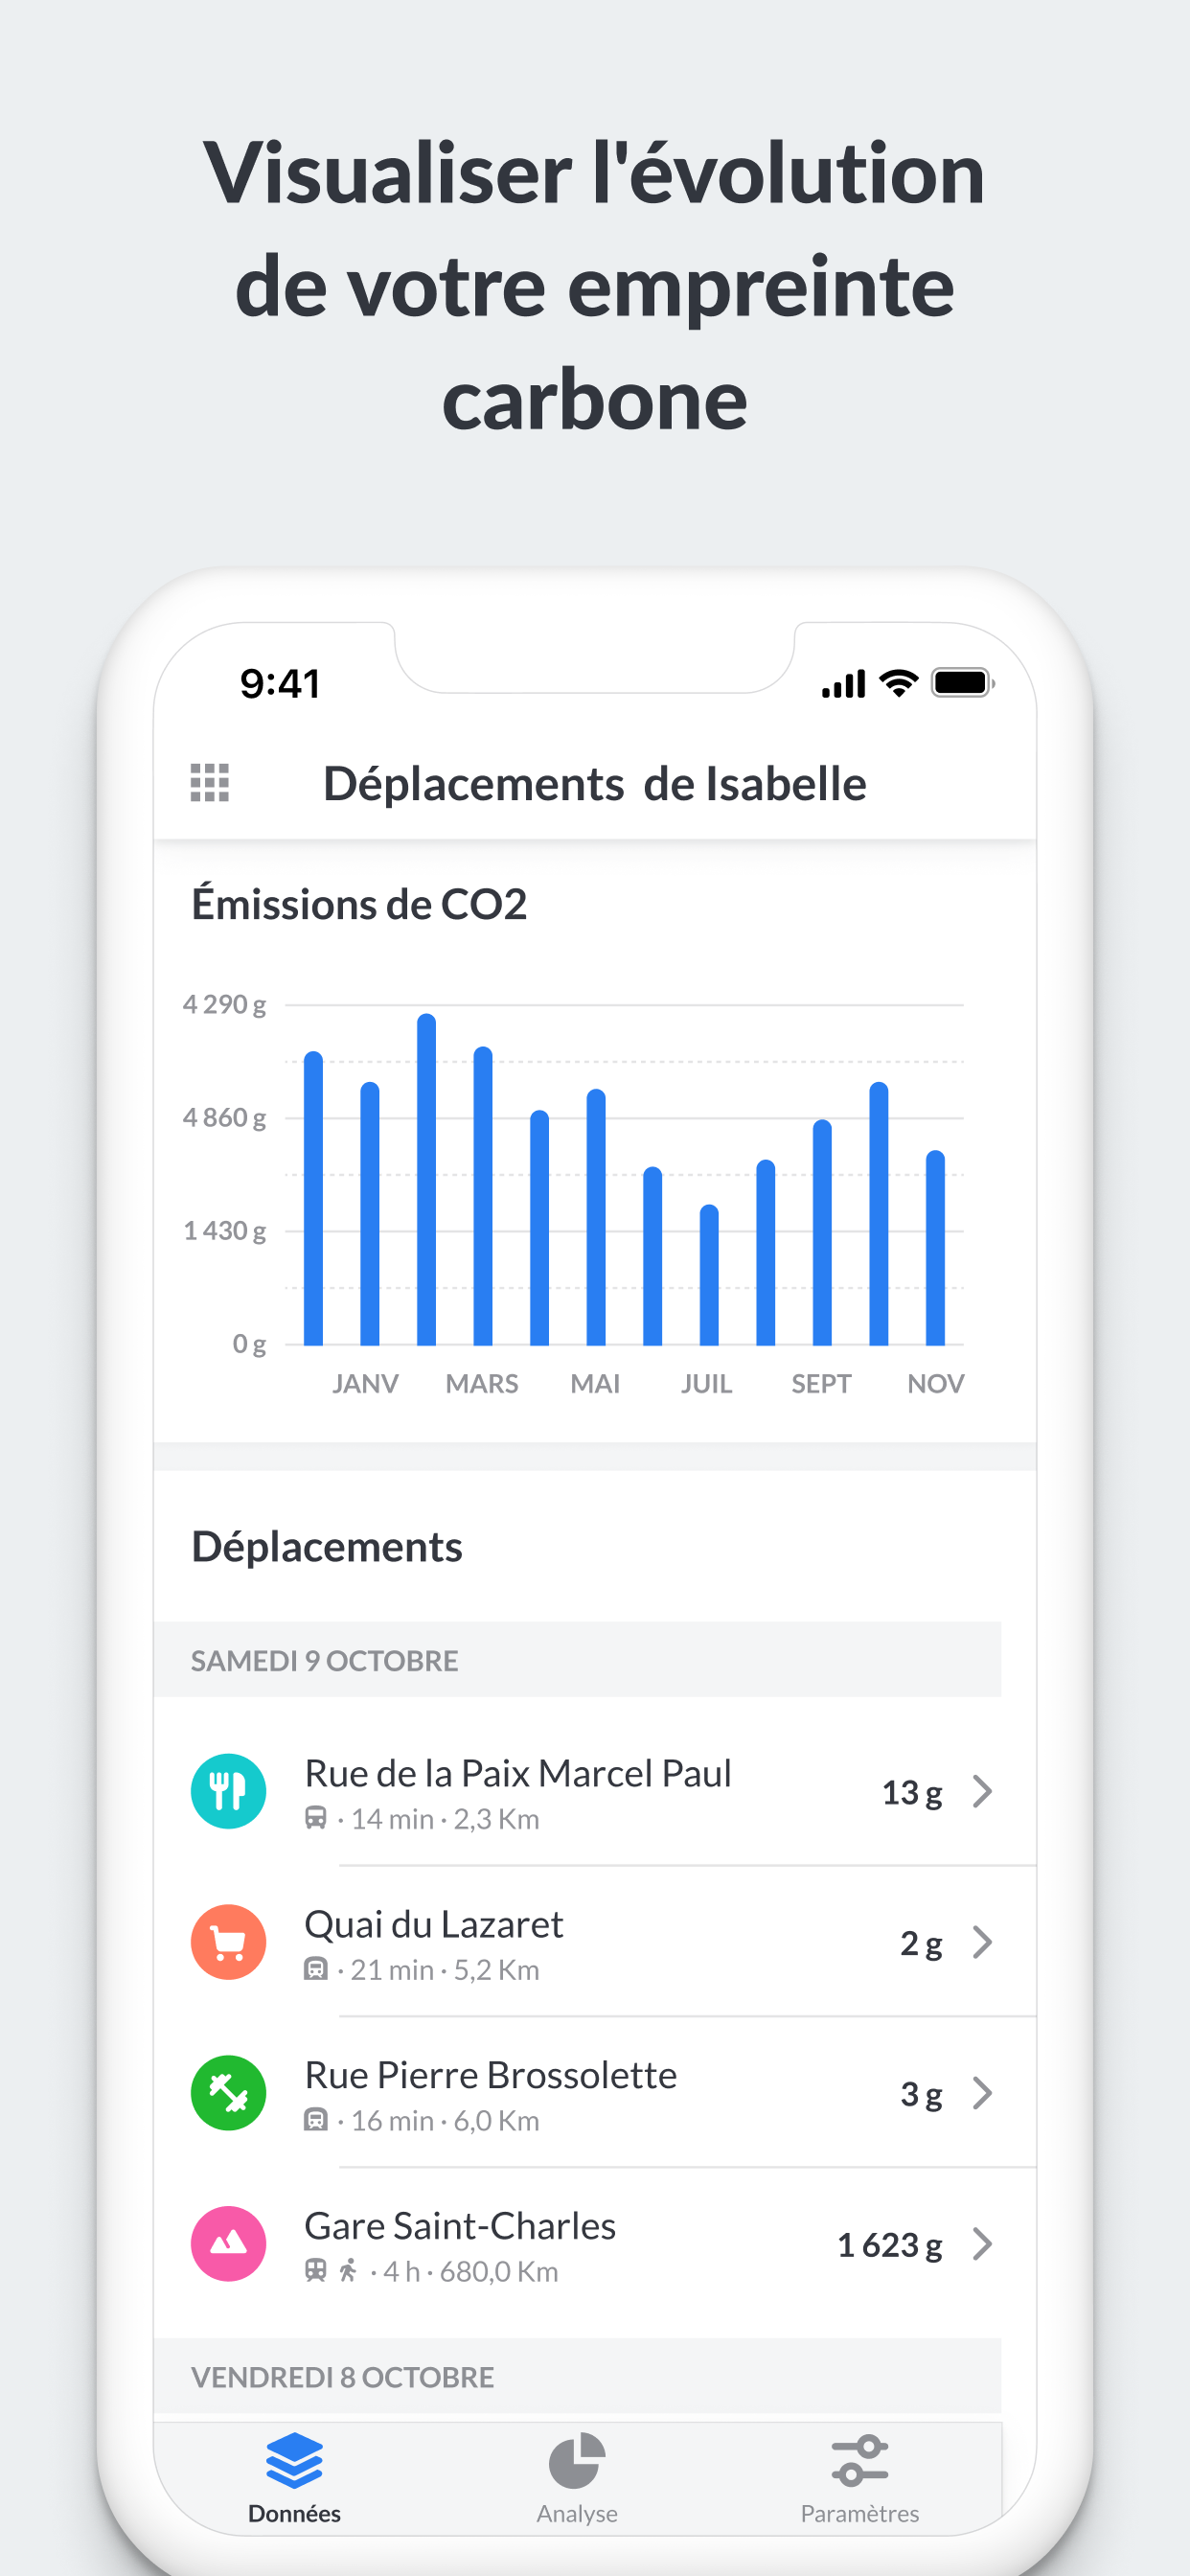 Visualiser l'évolution
de votre empreinte
carbone
9:41
Déplacements de Isabelle
Émissions de CO2
4 290 g
4 860 g
1 430 g
0 g
JANV MARS MAI JUIL SEPT NOV
Déplacements
SAMEDI 9 OCTOBRE
Rue de la Paix Marcel Paul
· 14 min · 2,3 Km
13 g
Quai du Lazaret
· 21 min · 5,2 Km
2 g
Rue Pierre Brossolette
· 16 min · 6,0 Km
3 g
Gare Saint-Charles
· 4 h · 680,0 Km
1 623 g
VENDREDI 8 OCTOBRE
Données Analyse Paramètres